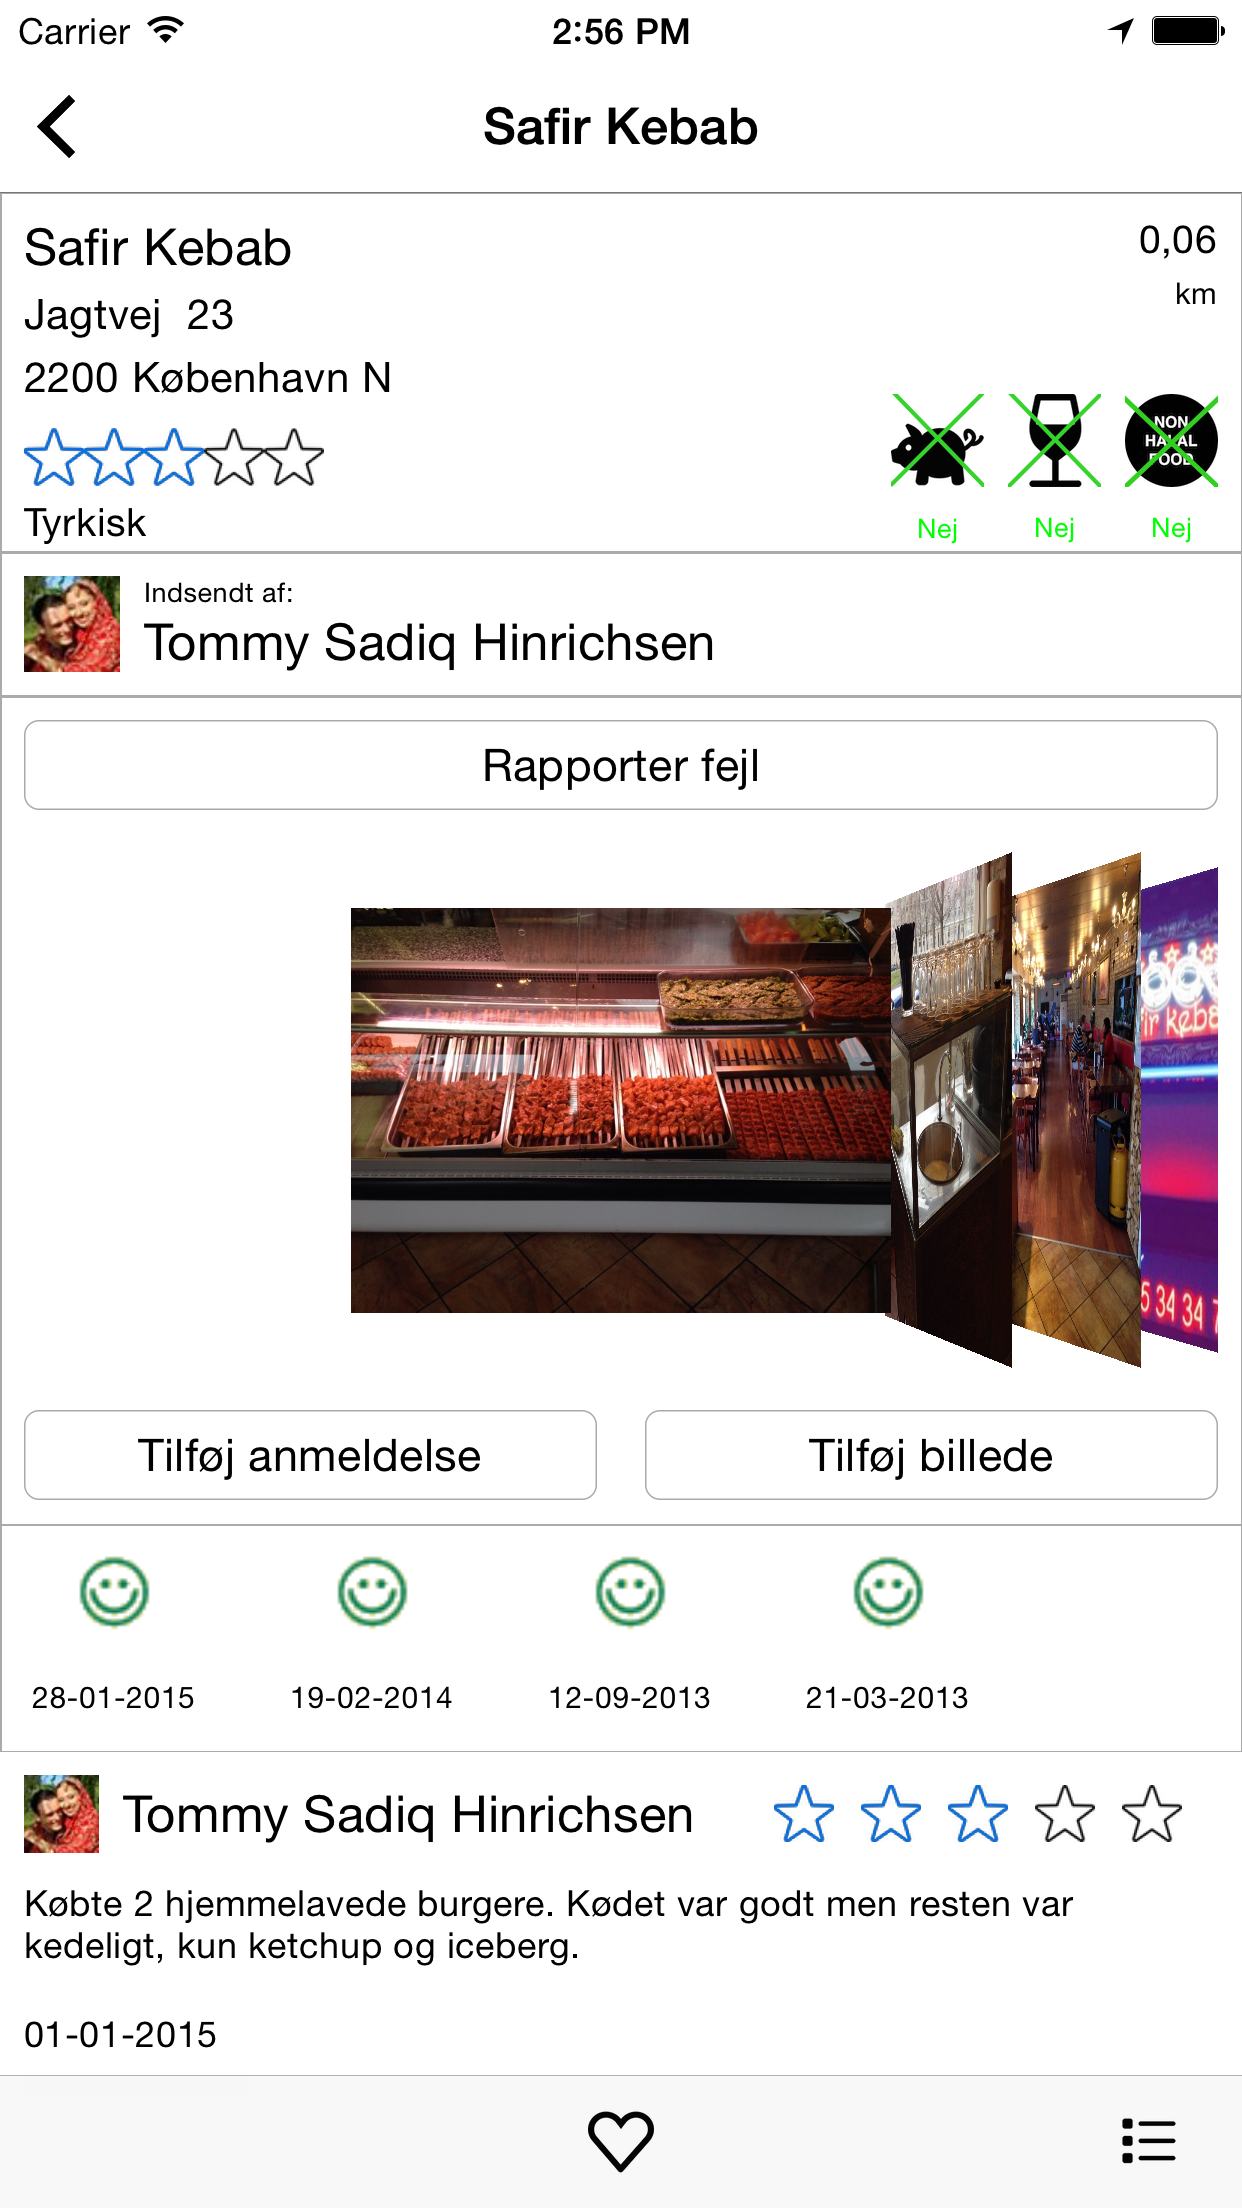 Carrier 2:56 PM
Safir Kebab
Safir Kebab
0,06
km
Jagtvej 23
2200 København N
NON
HALAL
FOOD
Tyrkisk
Nej Nej Nej
Indsendt af:
Tommy Sadiq Hinrichsen
Rapporter fejl
5 34 34
Tilføj anmeldelse
Tilføj billede
28-01-2015 19-02-2014 12-09-2013 21-03-2013
Tommy Sadiq Hinrichsen
Købte 2 hjemmelavede burgere. Kødet var godt men resten var
kedeligt, kun ketchup og iceberg.
01-01-2015